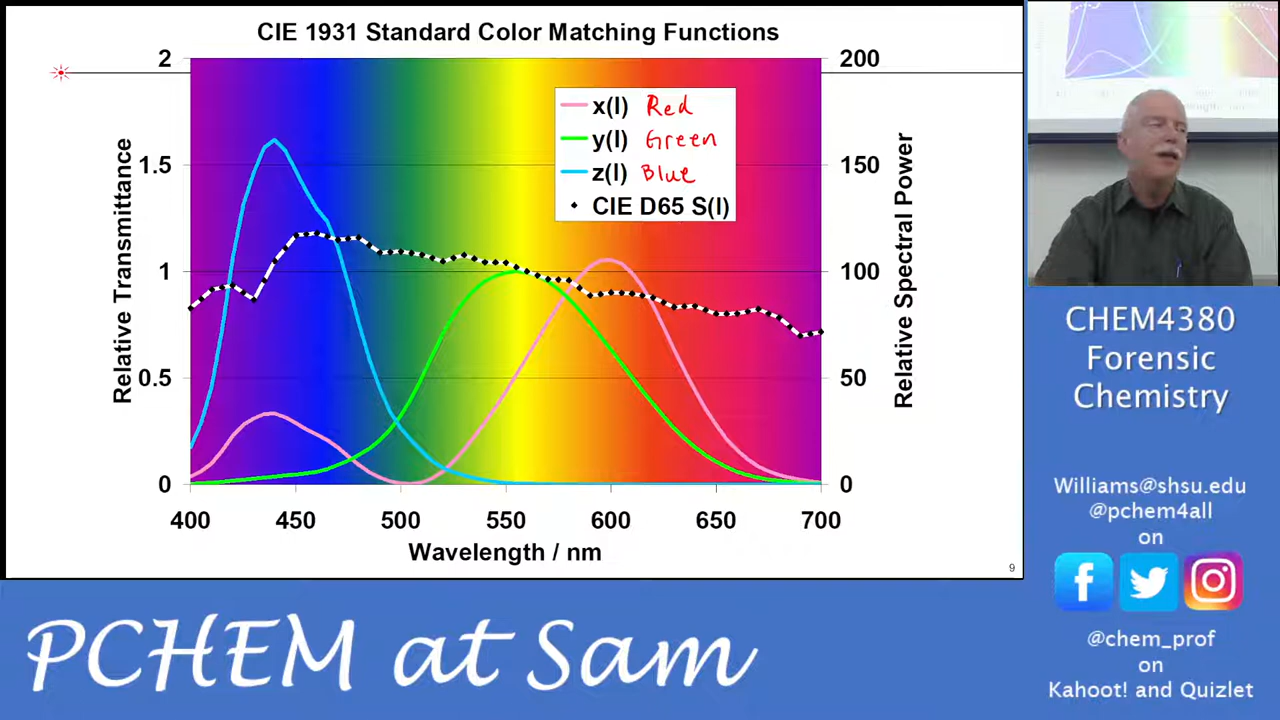 CIE 1931 Standard Color Matching Functions
2
1.5
1
0.5
0
Relative Transmittance
200
150
100
50
0
Relative Spectral Power
x(l) Red
y(l) Green
z(l) Blue
CIE D65 S(l)
400 450 500 550 600 650 700
Wavelength / nm
9
CHEM4380
Forensic
Chemistry
Williams@shsu.edu
@pchem4all
on
@chem_prof
on
Kahoot! and Quizlet
PCHEM at Sam